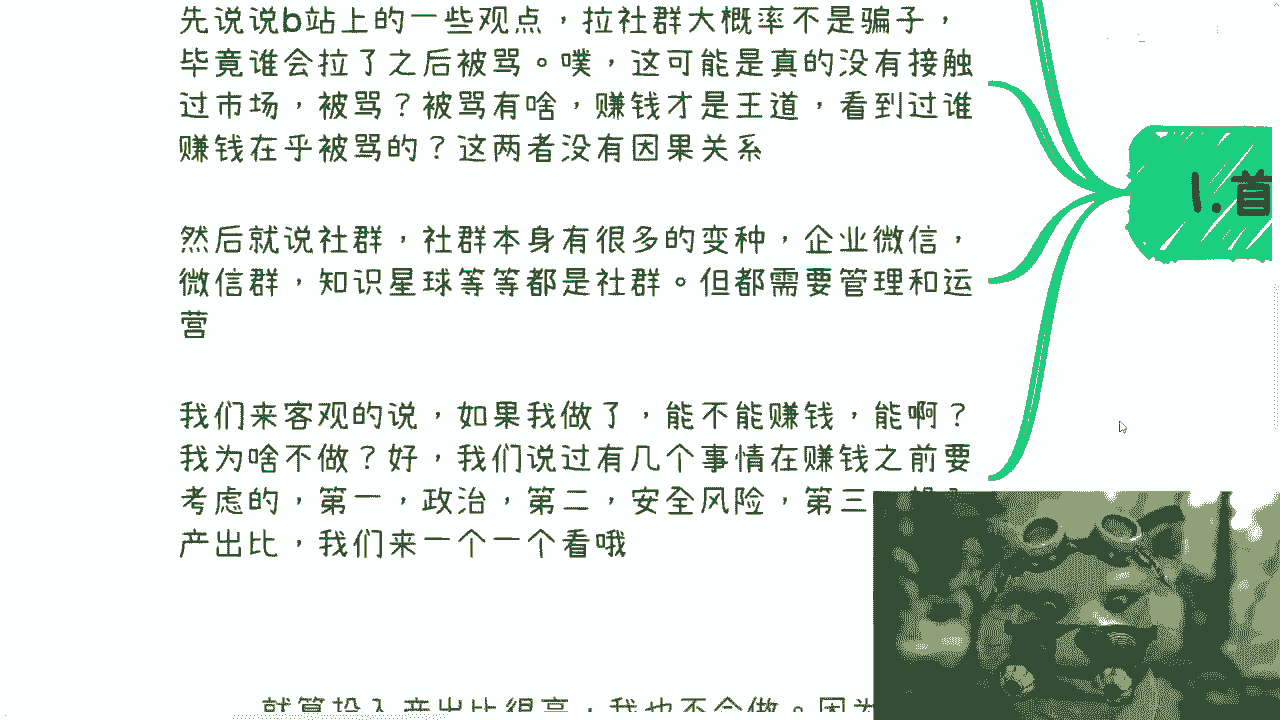 先说说b站上的一些观点，拉社群大概率不是骗子，
毕竟谁会拉了之后被骂。噗，这可能是真的没有接触
过市场，被骂？被骂有啥，赚钱才是王道，看到过谁
赚钱在乎被骂的？这两者没有因果关系
然后就说社群，社群本身有很多的变种，企业微信，
微信群，知识星球等等都是社群。但都需要管理和运
营
我们来客观的说，如果我做了，能不能赚钱，能啊？
我为啥不做？好，我们说过有几个事情在赚钱之前要
考虑的，第一，政治，第二，安全风险，第三
产出比，我们来一个一个看哦
就算投入产出比很高，我也不会做。因为
1.首